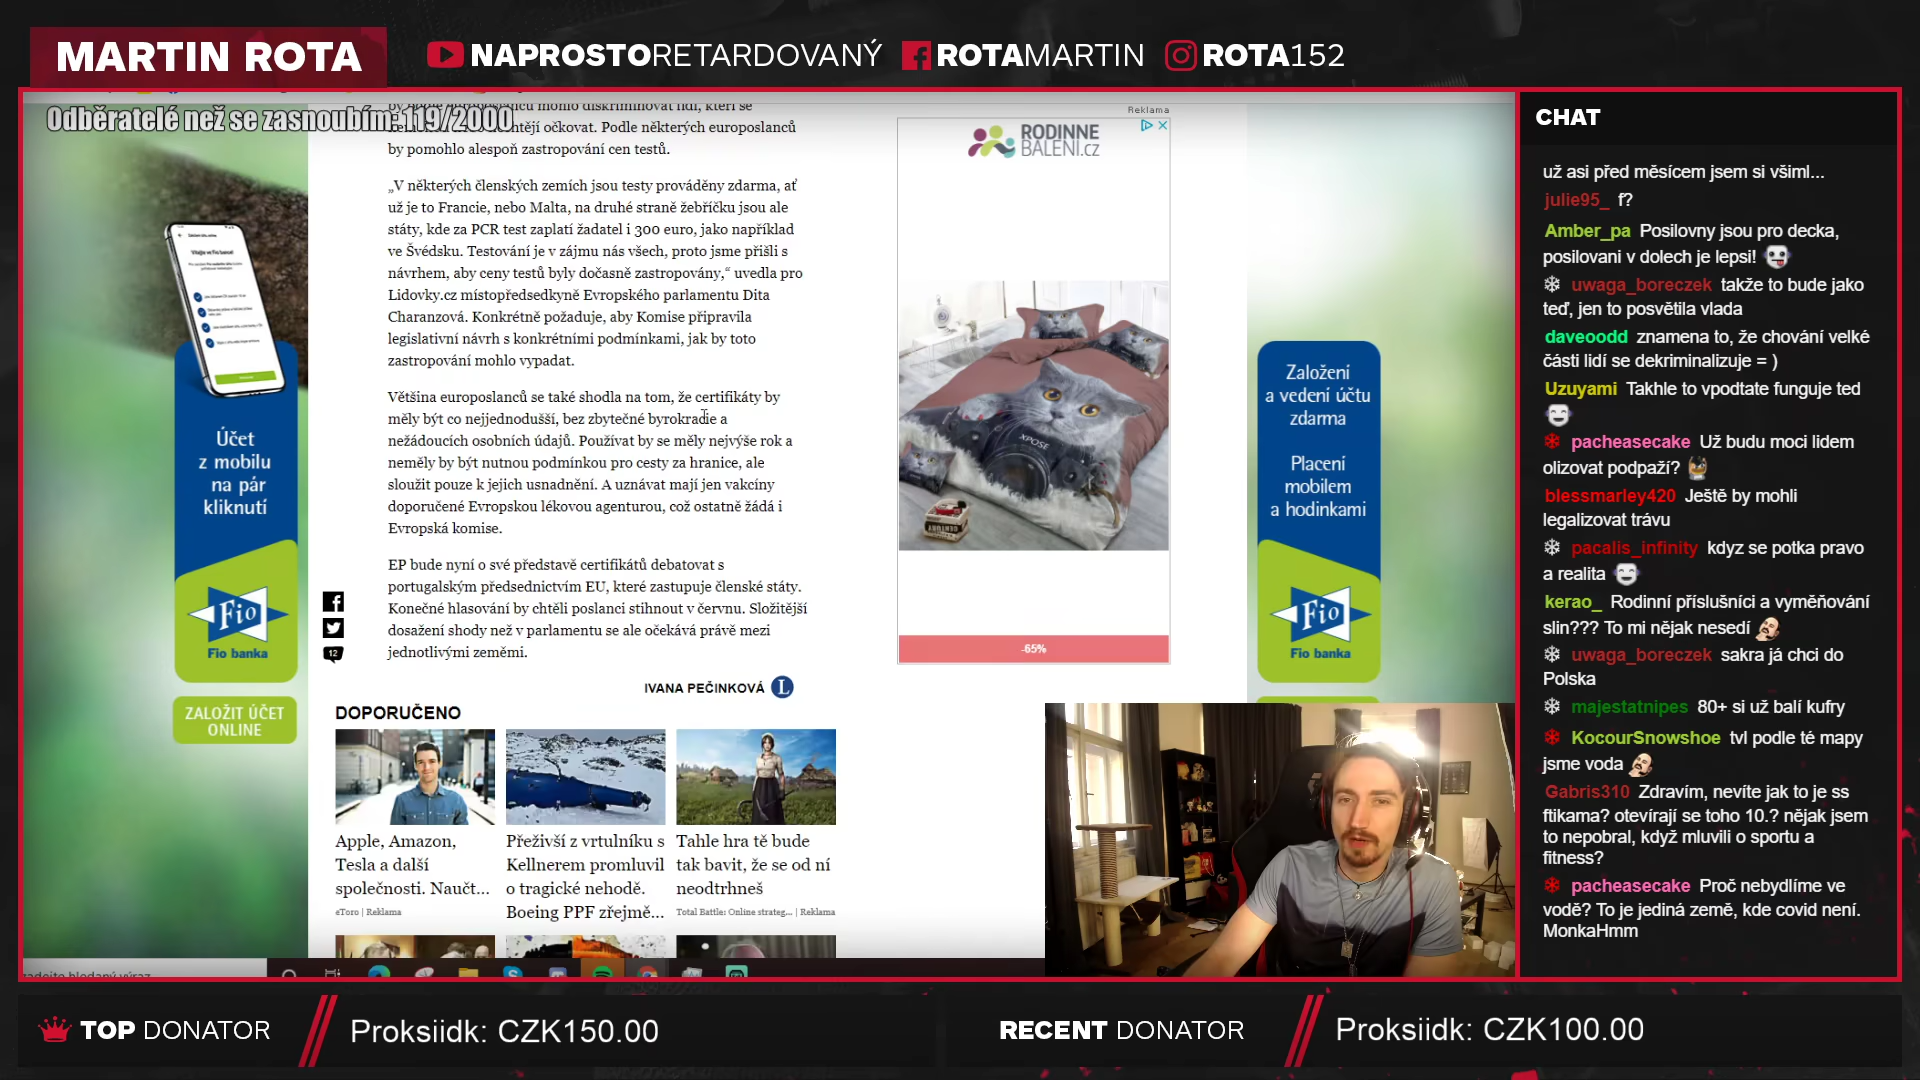 MARTIN ROTA
NAPROSTORETARDOVANÝ
ROTAMARTIN
ROTA152
Odběratelé než se zasnoubím: 119/2000
mohlo diskriminovat lidi, kteří se
očkovat. Podle některých europoslanců
by pomohlo alespoň zastropování cen testů.
„V některých členských zemích jsou testy prováděny zdarma, ať
už je to Francie, nebo Malta, na druhé straně žebříčku jsou ale
státy, kde za PCR test zaplatí žadatel i 300 euro, jako například
ve Švédsku. Testování je v zájmu nás všech, proto jsme přišli s
návrhem, aby ceny testů byly dočasně zastropovány,“ uvedla pro
Lidovky.cz místopředsedkyně Evropského parlamentu Dita
Charanzová. Konkrétně požaduje, aby Komise připravila
legislativní návrh s konkrétními podmínkami, jak by toto
zastropování mohlo vypadat.
Většina europoslanců se také shodla na tom, že certifikáty by
měly být co nejjednodušší, bez zbytečné byrokradie a
nežádoucích osobních údajů. Používat by se měly nejvýše rok a
neměly by být nutnou podmínkou pro cesty za hranice, ale
sloužit pouze k jejich usnadnění. A uznávat mají jen vakcíny
doporučené Evropskou lékovou agenturou, což ostatně žádá i
Evropská komise.
EP bude nyní o své představě certifikátů debatovat s
portugalským předsednictvím EU, které zastupuje členské státy.
Konečné hlasování by chtěli poslanci stihnout v červnu. Složitější
dosažení shody než v parlamentu se ale očekává právě mezi
jednotlivými zeměmi.
12
IVANA PEČINKOVÁ L
DOPORUČENO
Apple, Amazon,
Tesla a další
společnosti. Naučt...
eToro | Reklama
Přeživší z vrtulníku s
Kellnerem promluvil
o tragické nehodě.
Boeing PPF zřejmě...
Tahle hra tě bude
tak bavit, že se od ní
neodtrhneš
Total Battle: Online strateg... | Reklama
Účet
z mobilu
na pár
kliknutí
Fio
Fio banka
ZALOŽIT ÚČET
ONLINE
Reklama
RODINNE
BALENI.CZ
XPOSE
-65%
Založení
a vedení účtu
zdarma
Placení
mobilem
a hodinkami
Fio
Fio banka
CHAT
už asi před měsícem jsem si všiml...
julie95_ f?
Amber_pa Posilovny jsou pro decka,
posilovani v dolech je lepsi!
uwaga_boreczek takže to bude jako
teď, jen to posvětila vlada
daveoodd znamena to, že chování velké
části lidí se dekriminalizuje = )
Uzuyami Takhle to vpodtate funguje ted
pacheasecake Už budu moci lidem
olizovat podpaží?
blessmarley420 Ještě by mohli
legalizovat trávu
pacalis_infinity kdyz se potka pravo
a realita
kerao_ Rodinní příslušníci a vyměňování
slin??? To mi nějak nesedí
uwaga_boreczek sakra já chci do
Polska
majestatnipes 80+ si už balí kufry
KocourSnowshoe tvl podle té mapy
jsme voda
Gabris310 Zdravím, nevíte jak to je ss
ftikama? otevírají se toho 10.? nějak jsem
to nepobral, když mluvili o sportu a
fitness?
pacheasecake Proč nebydlíme ve
vodě? To je jediná země, kde covid není.
MonkaHmm
TOP DONATOR
Proksiidk: CZK150.00
RECENT DONATOR
Proksiidk: CZK100.00